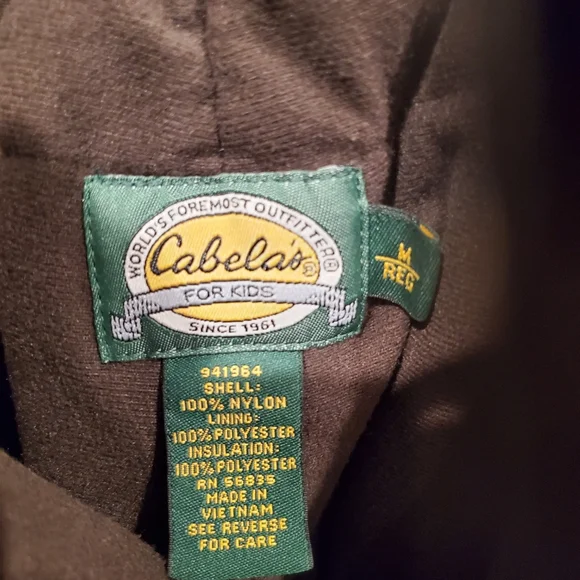 WORLD'S FOREMOST OUTFITTER®
Cabela's®
FOR KIDS
SINCE 1961
M
REG
941964
SHELL:
100% NYLON
LINING:
100% POLYESTER
INSULATION:
100% POLYESTER
RN 56835
MADE IN
VIETNAM
SEE REVERSE
FOR CARE